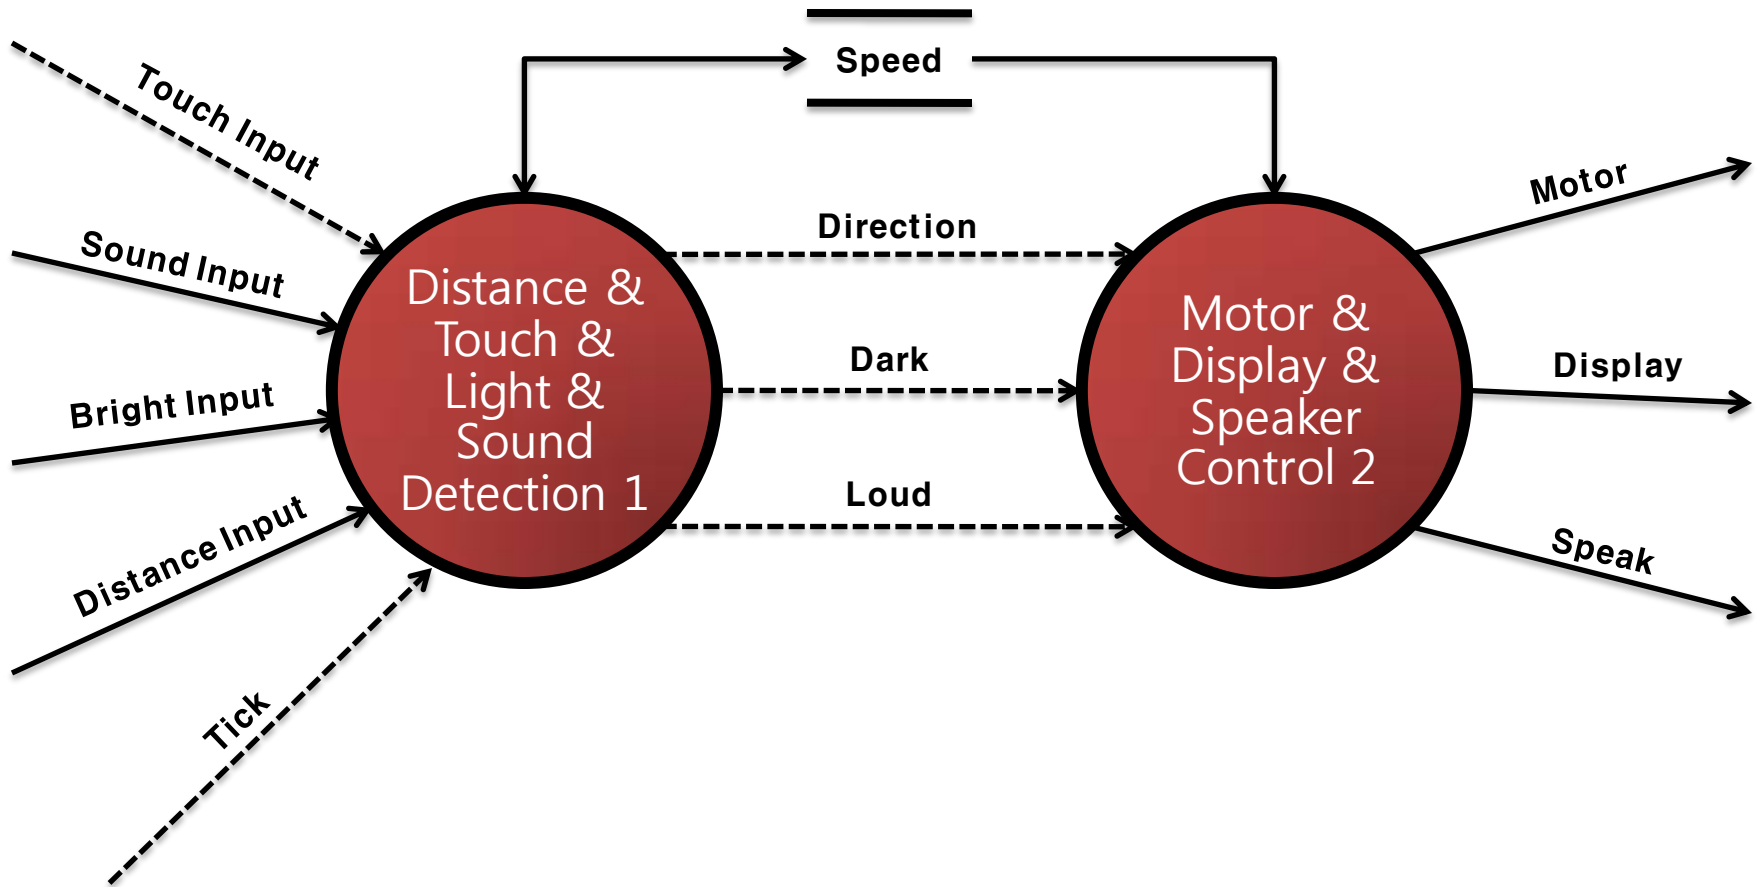 Speed
Touch Input
Sound Input
Bright Input
Distance Input
Tick
Distance &
Touch &
Light &
Sound
Detection 1
Direction
Dark
Loud
Motor &
Display &
Speaker
Control 2
Motor
Display
Speak